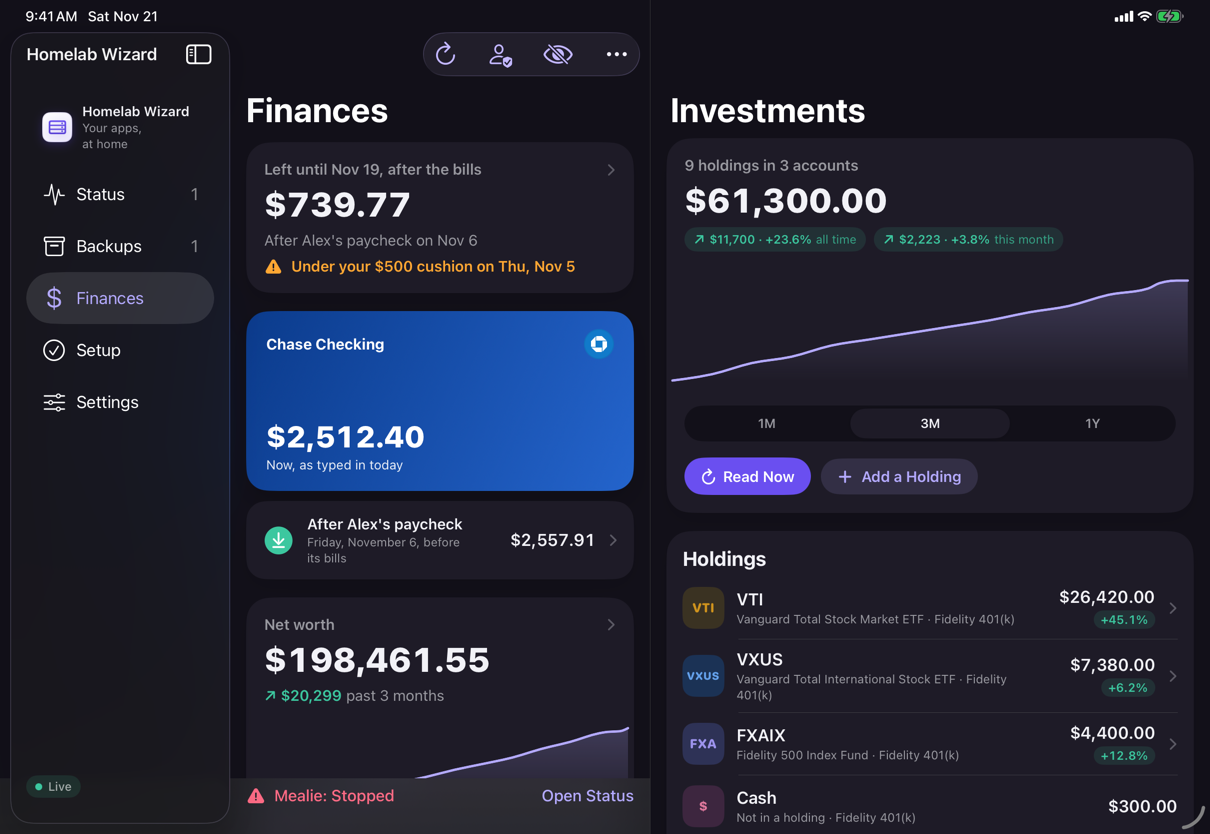 9:41 AM Sat Nov 21
Homelab Wizard
Homelab Wizard
Your apps,
at home
Status 1
Backups 1
Finances
Setup
Settings
Live
Finances
Left until Nov 19, after the bills
$739.77
After Alex's paycheck on Nov 6
Under your $500 cushion on Thu, Nov 5
Chase Checking
$2,512.40
Now, as typed in today
After Alex's paycheck
Friday, November 6, before
its bills
$2,557.91
Net worth
$198,461.55
$20,299 past 3 months
Mealie: Stopped
Open Status
Investments
9 holdings in 3 accounts
$61,300.00
$11,700 · +23.6% all time
$2,223 · +3.8% this month
1M 3M 1Y
Read Now
Add a Holding
Holdings
VTI
VTI
Vanguard Total Stock Market ETF · Fidelity 401(k)
$26,420.00
+45.1%
VXUS
VXUS
Vanguard Total International Stock ETF · Fidelity
401(k)
$7,380.00
+6.2%
FXA
FXAIX
Fidelity 500 Index Fund · Fidelity 401(k)
$4,400.00
+12.8%
$
Cash
Not in a holding · Fidelity 401(k)
$300.00